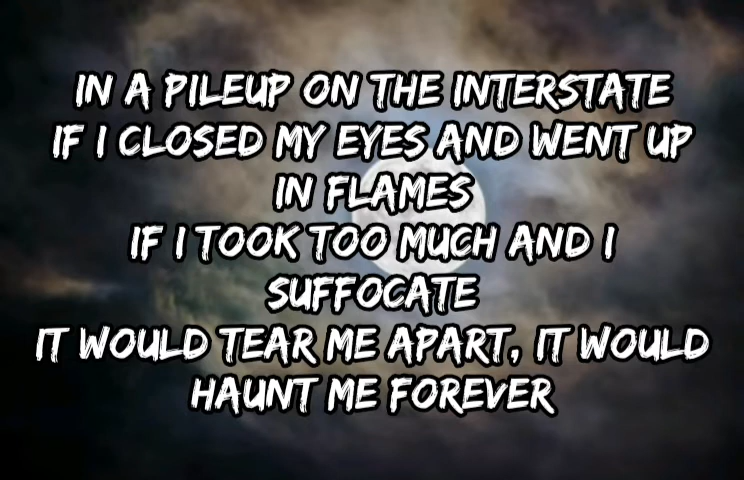 IN A PILEUP ON THE INTERSTATE
IF I CLOSED MY EYES AND WENT UP
IN FLAMES
IF I TOOK TOO MUCH AND I
SUFFOCATE
IT WOULD TEAR ME APART, IT WOULD
HAUNT ME FOREVER